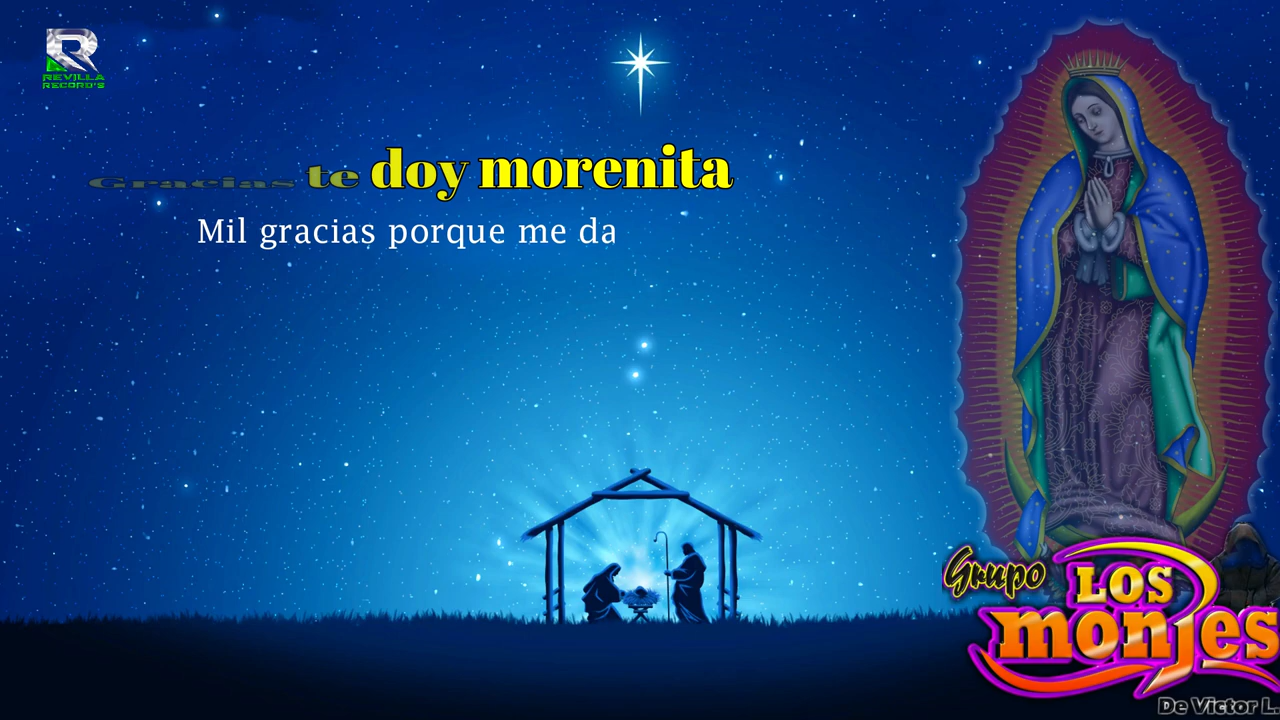 R
REVILLA
RECORD'S
Gracias te doy morenita
Mil gracias porque me da
Grupo
LOS
monjes
De Victor L.